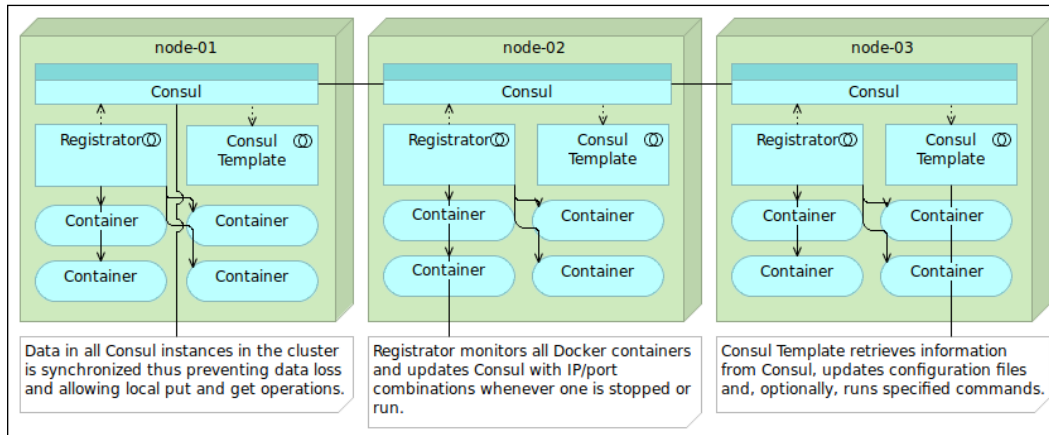 node-01
Consul
Registrator
Consul
Template
Container
Container
Container
Container
Data in all Consul instances in the cluster
is synchronized thus preventing data loss
and allowing local put and get operations.
node-02
Consul
Registrator
Consul
Template
Container
Container
Container
Container
Registrator monitors all Docker containers
and updates Consul with IP/port
combinations whenever one is stopped or
run.
node-03
Consul
Registrator
Consul
Template
Container
Container
Container
Container
Consul Template retrieves information
from Consul, updates configuration files
and, optionally, runs specified commands.